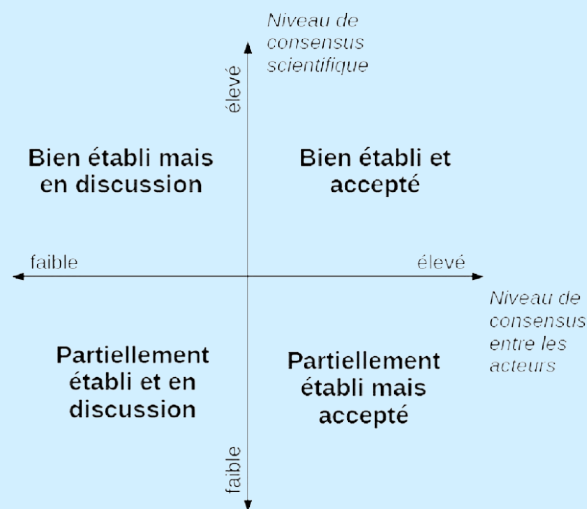 Niveau de
consensus
scientifique
élevé
Bien établi mais
en discussion
Bien établi et
accepté
faible
élevé
Niveau de
consensus
entre les
acteurs
Partiellement
établi et en
discussion
Partiellement
établi mais
accepté
faible